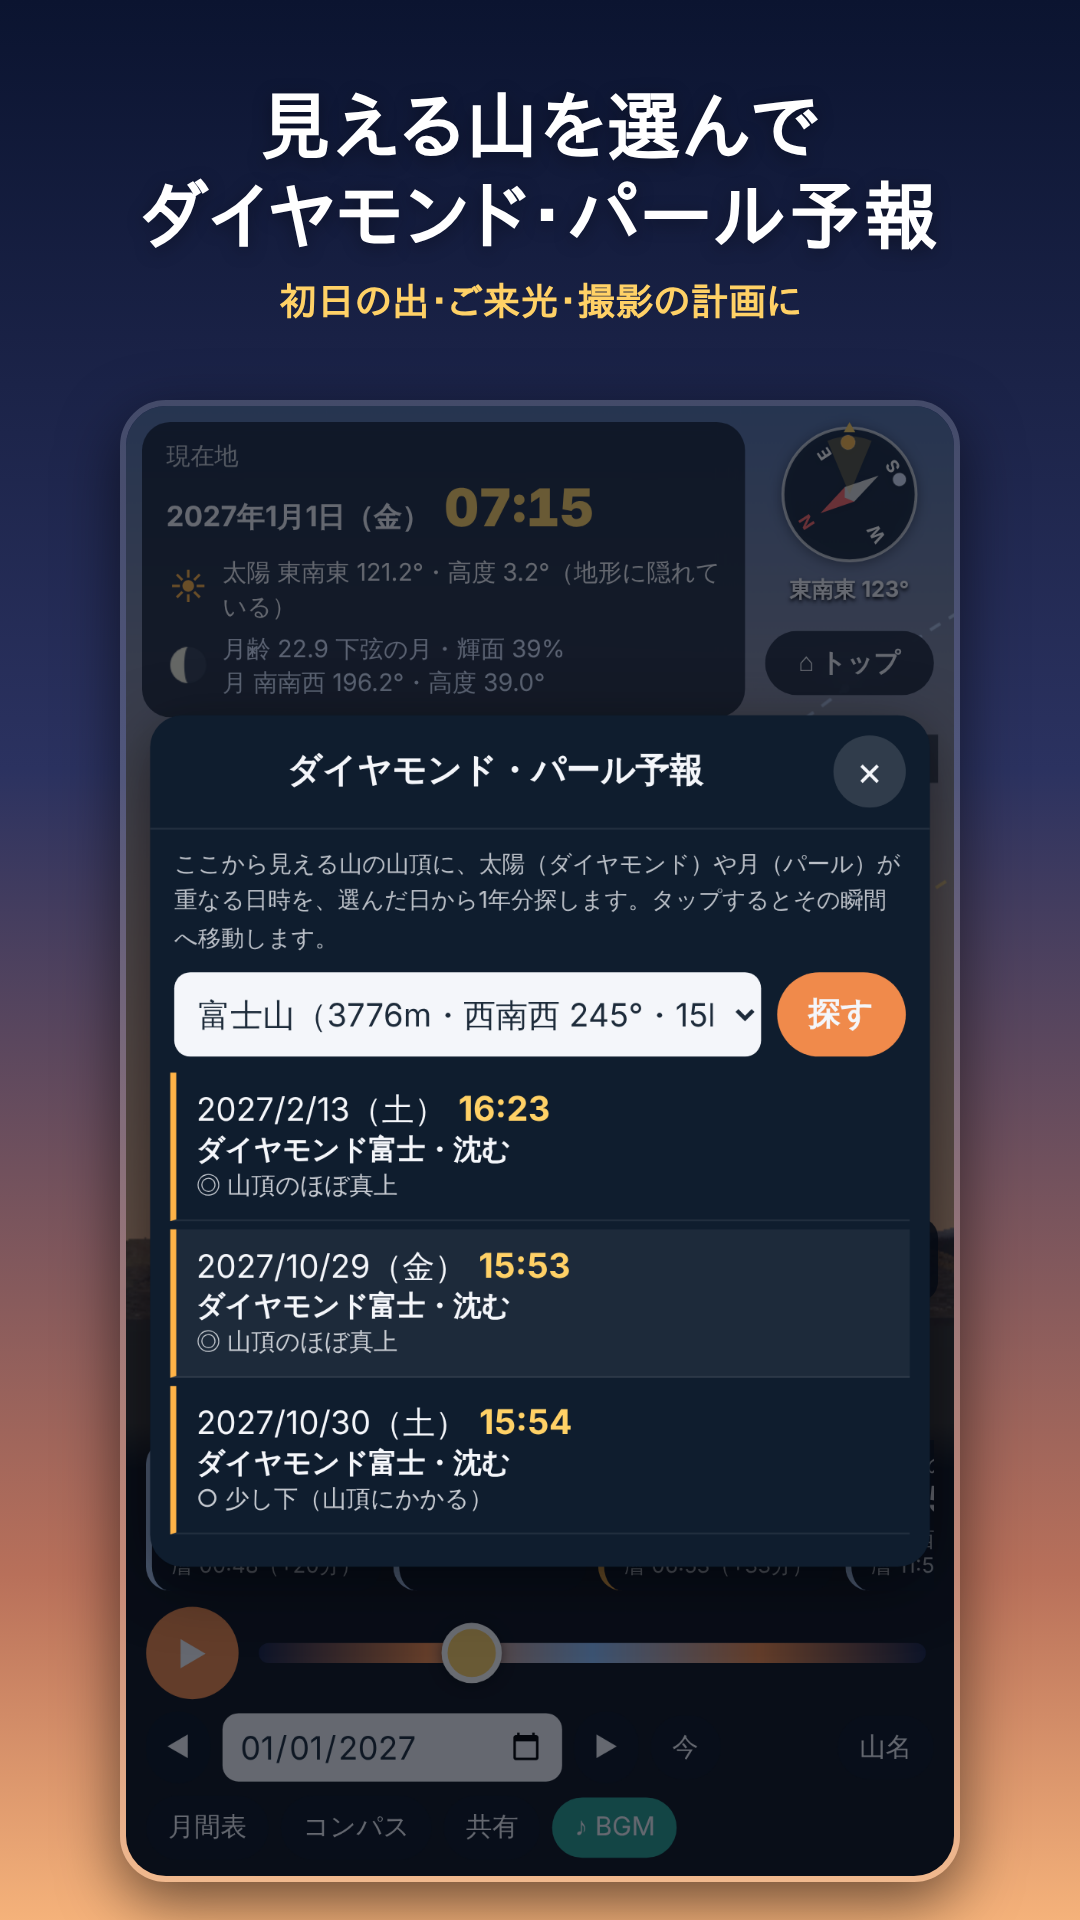 見える山を選んで
ダイヤモンド・パール予報
初日の出・ご来光・撮影の計画に
現在地
2027年1月1日（金） 07:15
太陽 東南東 121.2°・高度 3.2°（地形に隠れて
いる）
月齢 22.9 下弦の月・輝面 39%
月 南南西 196.2°・高度 39.0°
E
S
N
W
東南東 123°
⌂ トップ
ダイヤモンド・パール予報
×
ここから見える山の山頂に、太陽（ダイヤモンド）や月（パール）が
重なる日時を、選んだ日から1年分探します。タップするとその瞬間
へ移動します。
富士山（3776m・西南西 245°・15
探す
2027/2/13（土） 16:23
ダイヤモンド富士・沈む
◎ 山頂のほぼ真上
2027/10/29（金） 15:53
ダイヤモンド富士・沈む
◎ 山頂のほぼ真上
2027/10/30（土） 15:54
ダイヤモンド富士・沈む
○ 少し下（山頂にかかる）
▶
◀ 01/01/2027 ▶ 今 山名
月間表 コンパス 共有 ♪ BGM